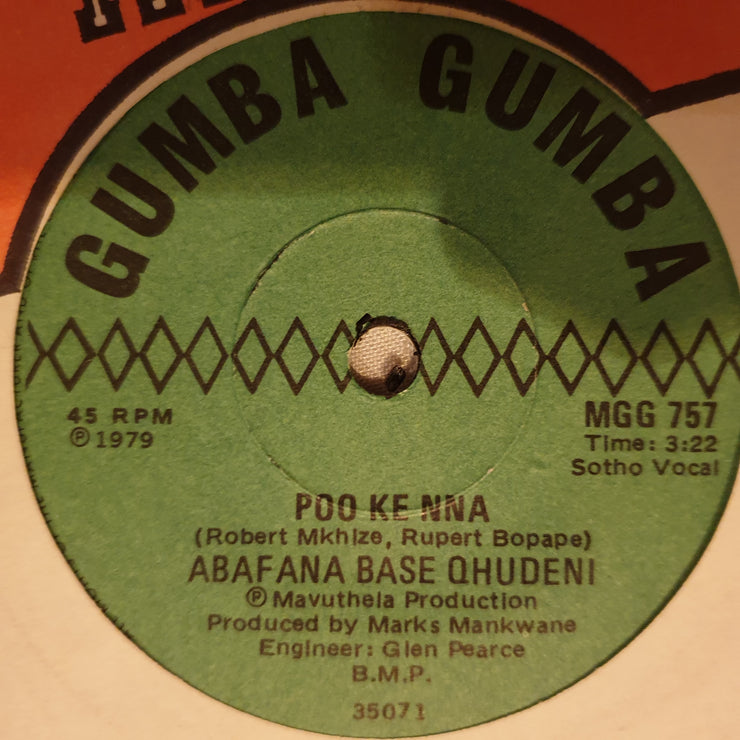 GUMBA GUMBA
45 RPM
℗ 1979
MGG 757
Time: 3:22
Sotho Vocal
POO KE NNA
(Robert Mkhize, Rupert Bopape)
ABAFANA BASE QHUDENI
℗ Mavuthela Production
Produced by Marks Mankwane
Engineer: Glen Pearce
B.M.P.
35071